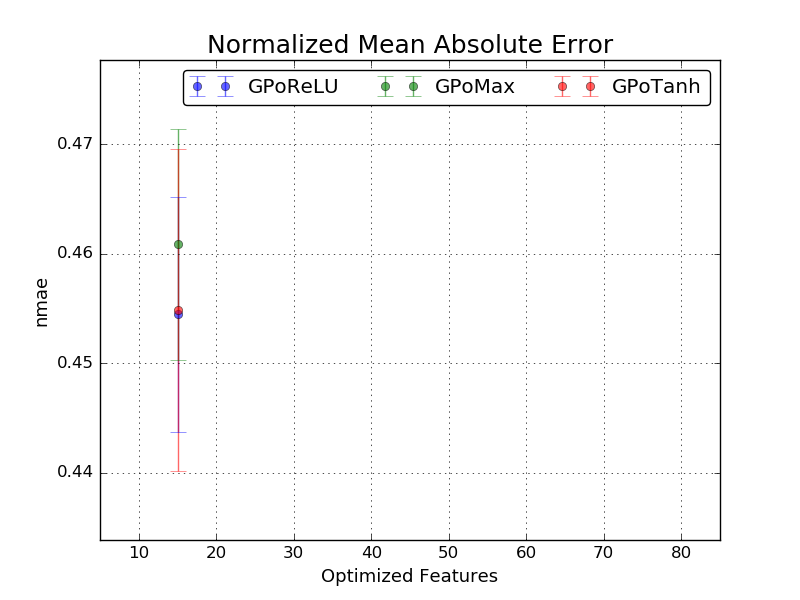 Normalized Mean Absolute Error
GPoReLU GPoMax GPoTanh
0.47
0.46
0.45
0.44
nmae
10 20 30 40 50 60 70 80
Optimized Features